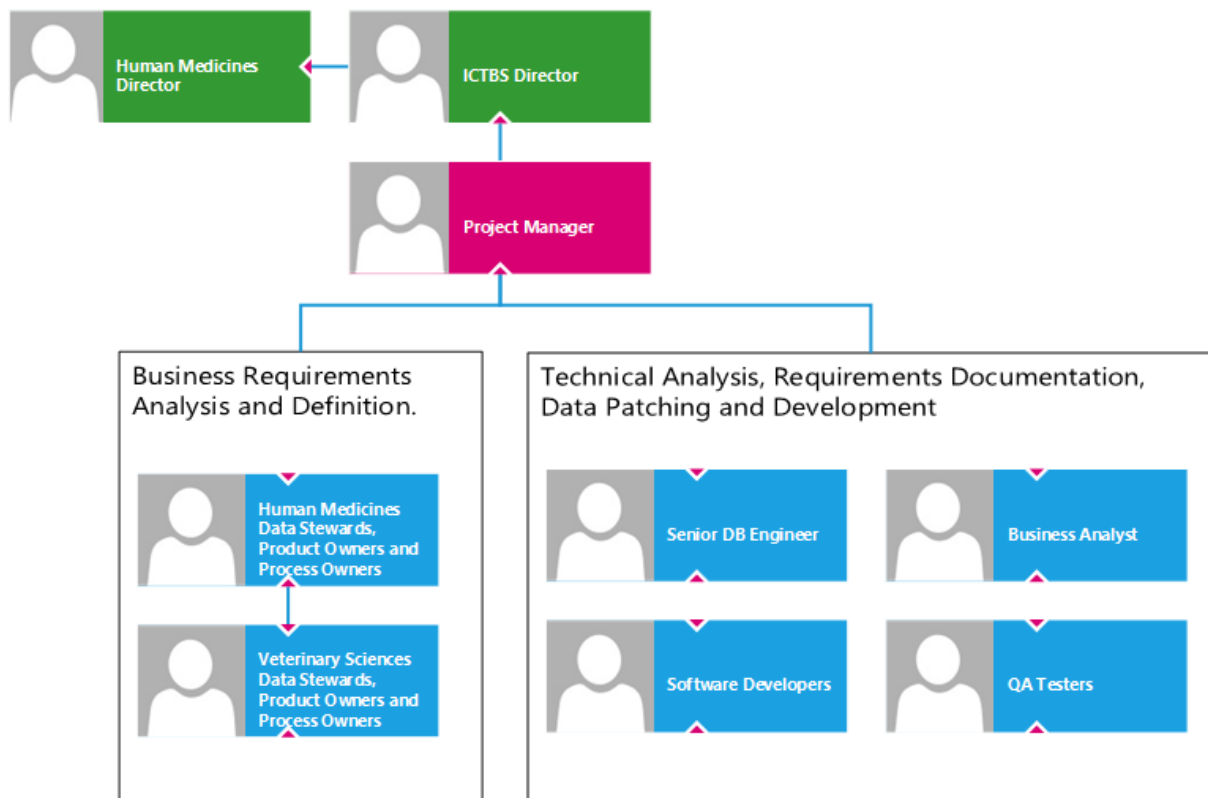 Human Medicines
Director
ICTBS Director
Project Manager
Business Requirements
Analysis and Definition.
Human Medicines
Data Stewards,
Product Owners and
Process Owners
Veterinary Sciences
Data Stewards,
Product Owners and
Process Owners
Technical Analysis, Requirements Documentation,
Data Patching and Development
Senior DB Engineer
Business Analyst
Software Developers
QA Testers